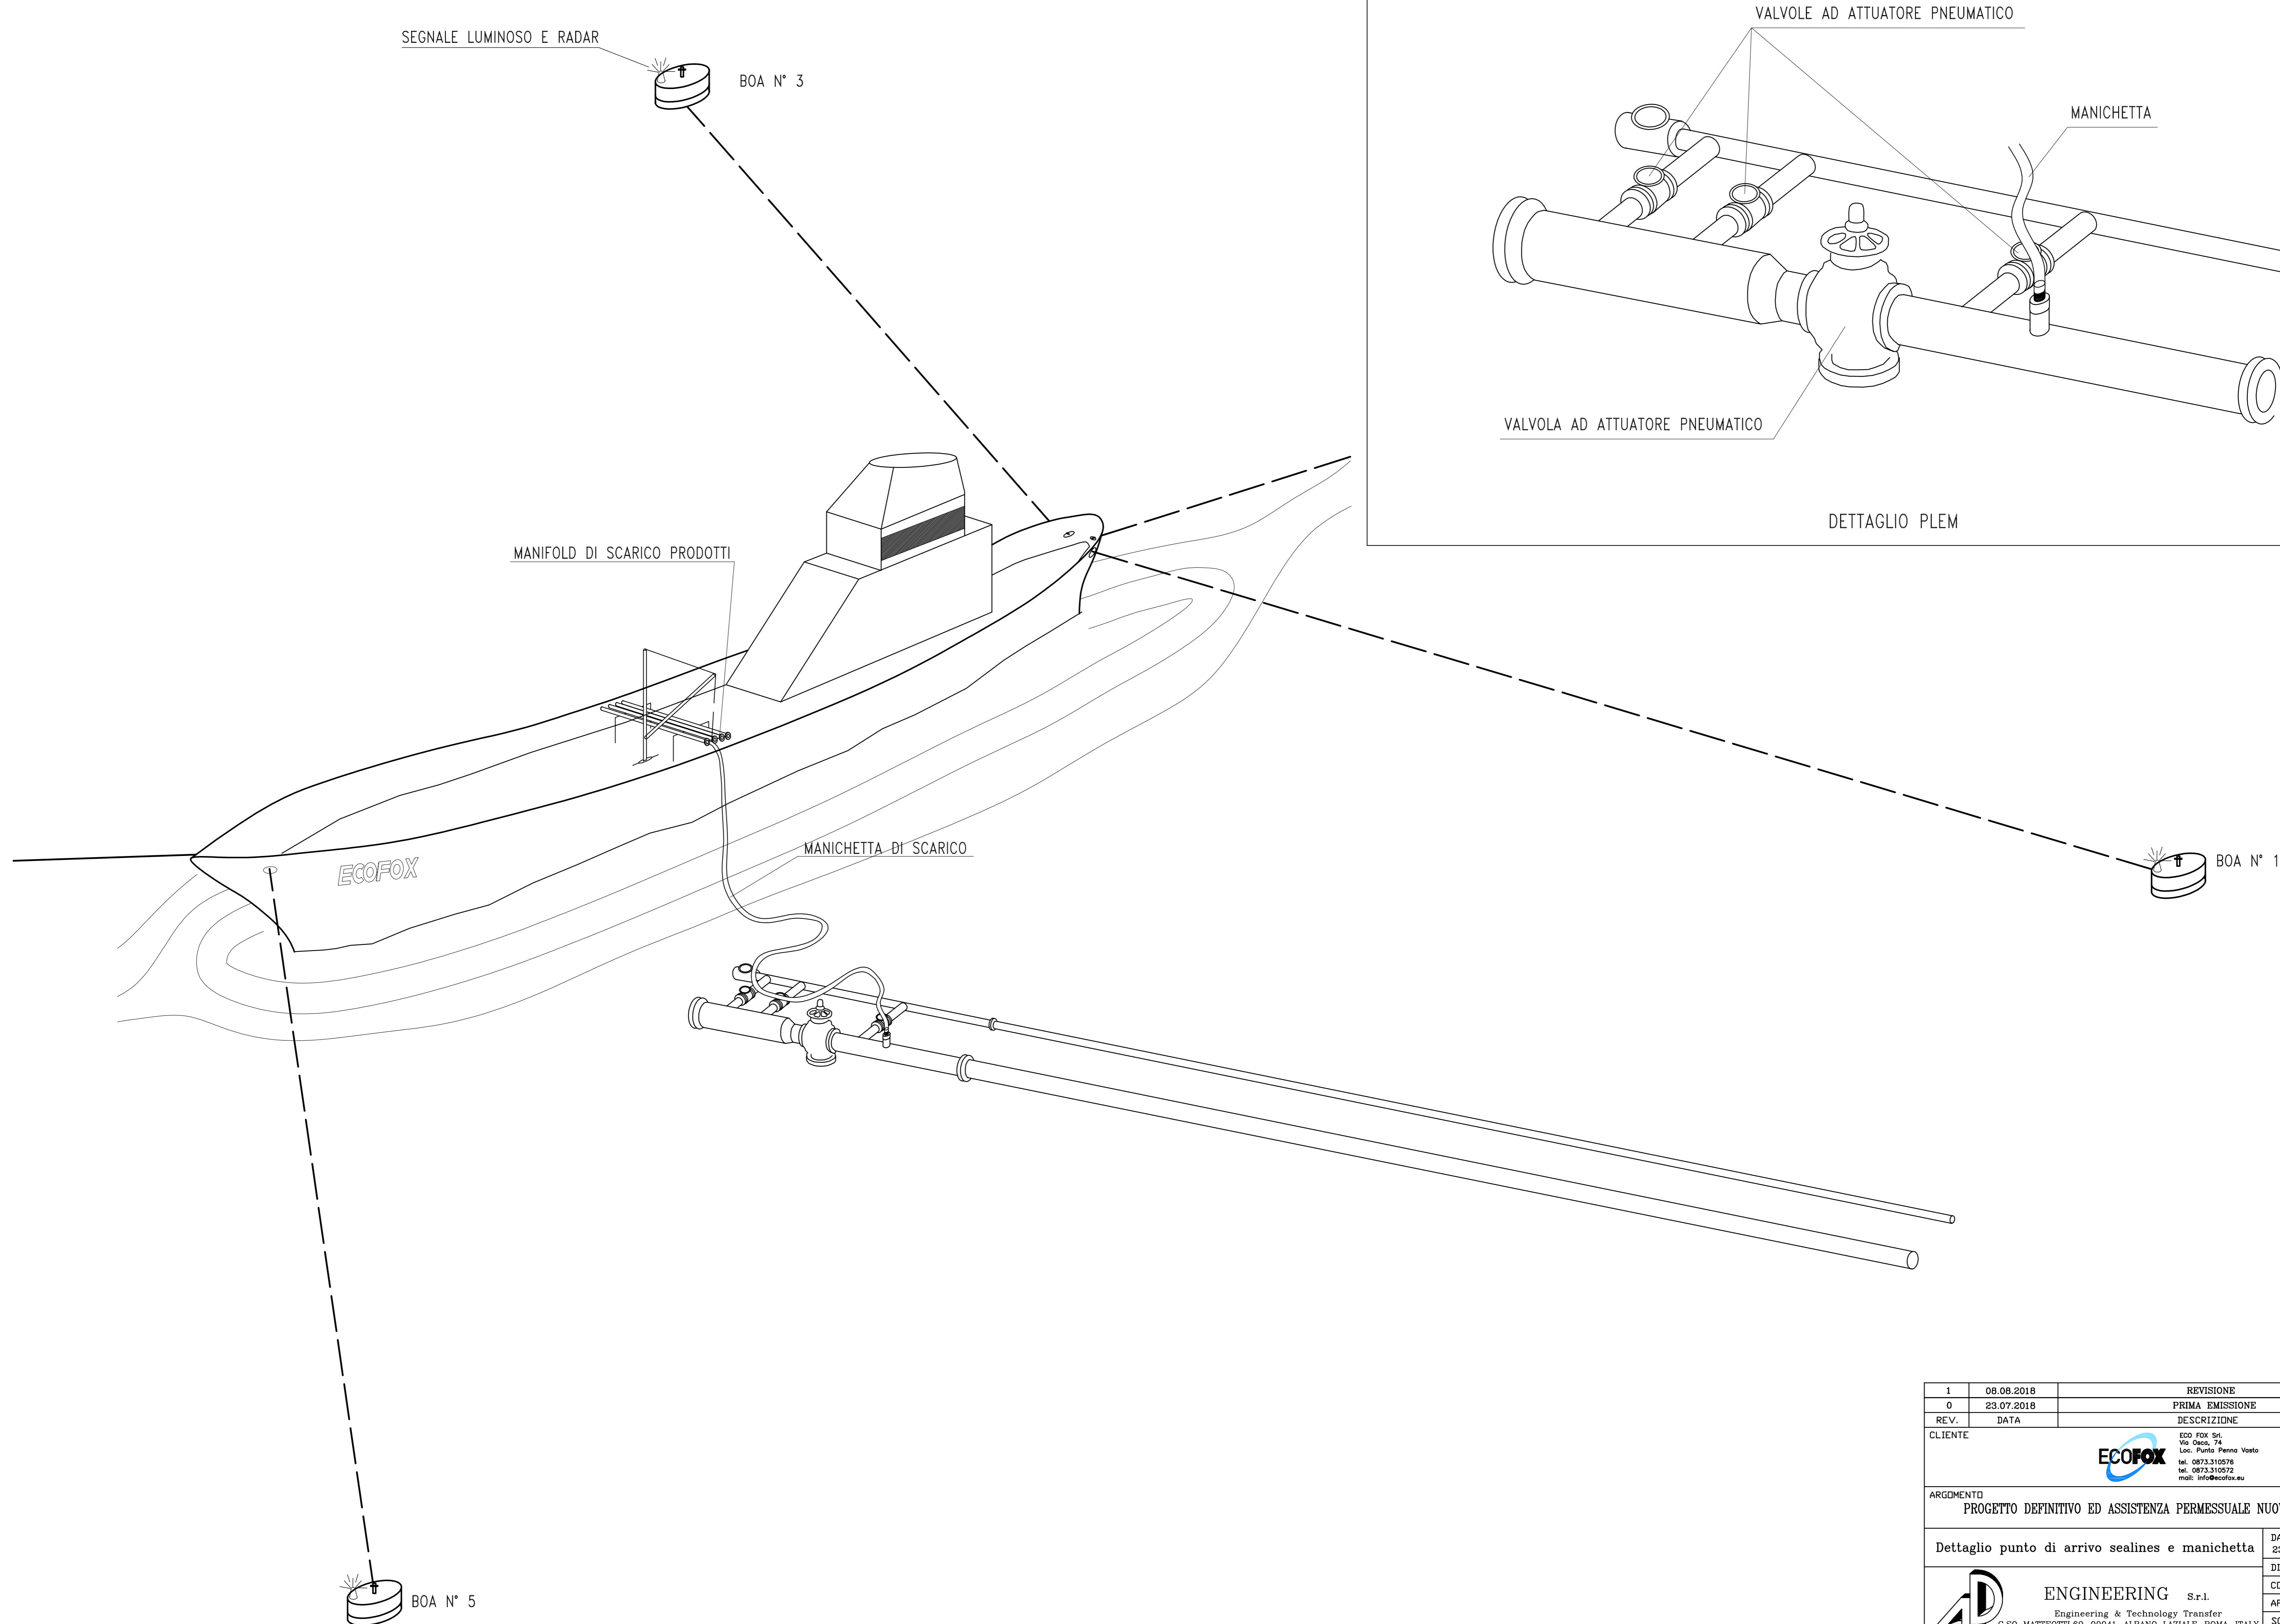 VALVOLE AD ATTUATORE PNEUMATICO
SEGNALE LUMINOSO E RADAR
BOA N° 3
MANICHETTA
VALVOLA AD ATTUATORE PNEUMATICO
DETTAGLIO PLEM
MANIFOLD DI SCARICO PRODOTTI
MANICHETTA DI SCARICO
ECOFOX
BOA N° 1
BOA N° 5
1 08.08.2018 REVISIONE
0 23.07.2018 PRIMA EMISSIONE
REV. DATA DESCRIZIONE
CLIENTE
ECOFOX
ECO FOX Srl.
Via Osca, 74
Loc. Punta Penna Vasto
tel. 0873.310576
tel. 0873.310572
mail: info@ecofox.eu
ARGOMENTO
PROGETTO DEFINITIVO ED ASSISTENZA PERMESSUALE
Dettaglio punto di arrivo sealines e manichetta
ENGINEERING S.r.l.
Engineering & Technology Transfer